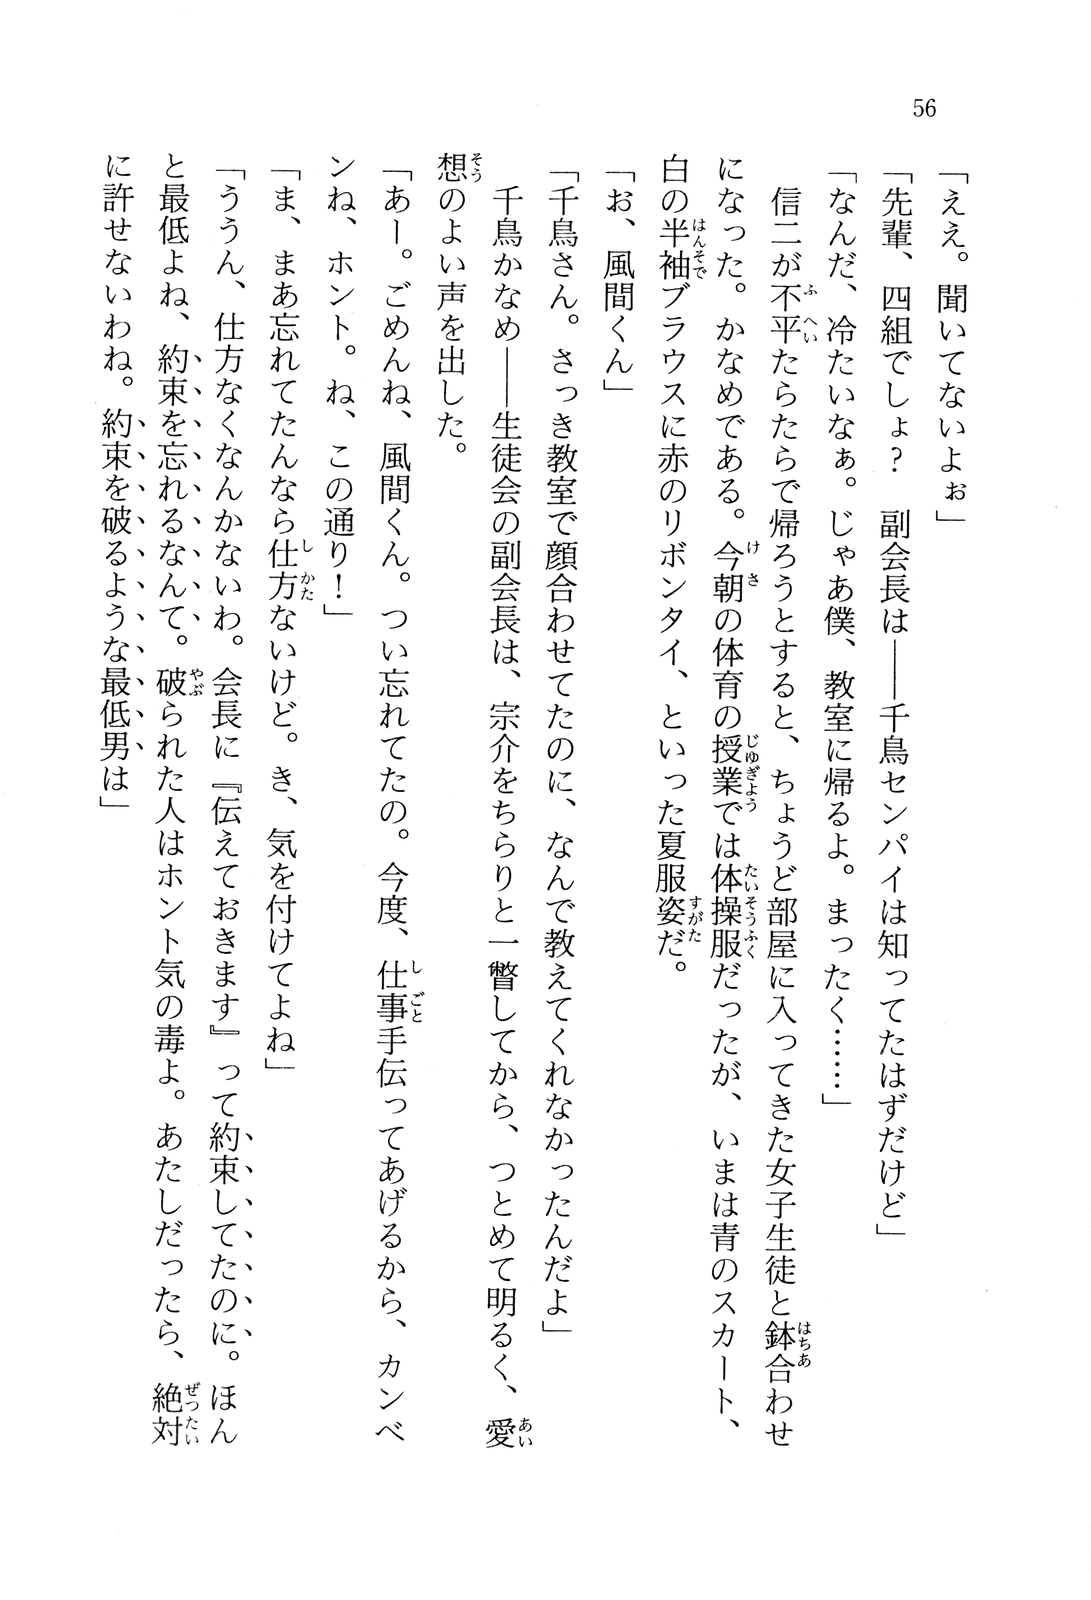 56
「ええ。聞いてないよぉ」
「先輩、四組でしょ？　副会長は――千鳥センパイは知ってたはずだけど」
「なんだ、冷たいなぁ。じゃあ僕、教室に帰るよ。まったく……」
　信二が不平たらたらで帰ろうとすると、ちょうど部屋に入ってきた女子生徒と鉢合わせ
になった。かなめである。今朝の体育の授業では体操服だったが、いまは青のスカート、
白の半袖ブラウスに赤のリボンタイ、といった夏服姿だ。
「お、風間くん」
「千鳥さん。さっき教室で顔合わせてたのに、なんで教えてくれなかったんだよ」
　千鳥かなめ――生徒会の副会長は、宗介をちらりと一瞥してから、つとめて明るく、愛
想のよい声を出した。
「あー。ごめんね、風間くん。つい忘れてたの。今度、仕事手伝ってあげるから、カンベ
ンね、ホント。ね、この通り！」
「ま、まあ忘れてたんなら仕方ないけど。き、気を付けてよね」
「ううん、仕方なくなんかないわ。会長に『伝えておきます』って約束してたのに。ほん
と最低よね、約束を忘れるなんて。破られた人はホント気の毒よ。あたしだったら、絶対
に許せないわね。約束を破るような最低男は」